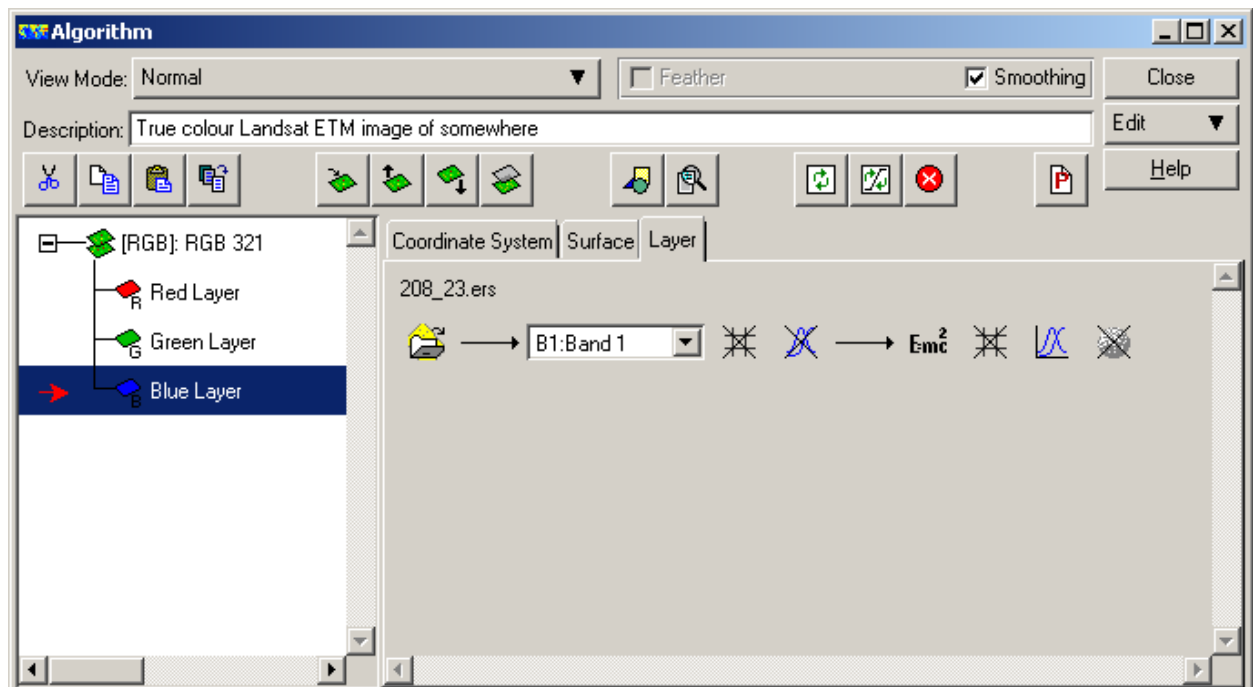 Algorithm
View Mode: Normal Feather Smoothing Close
Description: True colour Landsat ETM image of somewhere Edit
Help
[RGB]: RGB 321
Red Layer
R
Green Layer
G
Blue Layer
B
Coordinate System Surface Layer
208_23.ers
B1:Band 1 Emc2
P